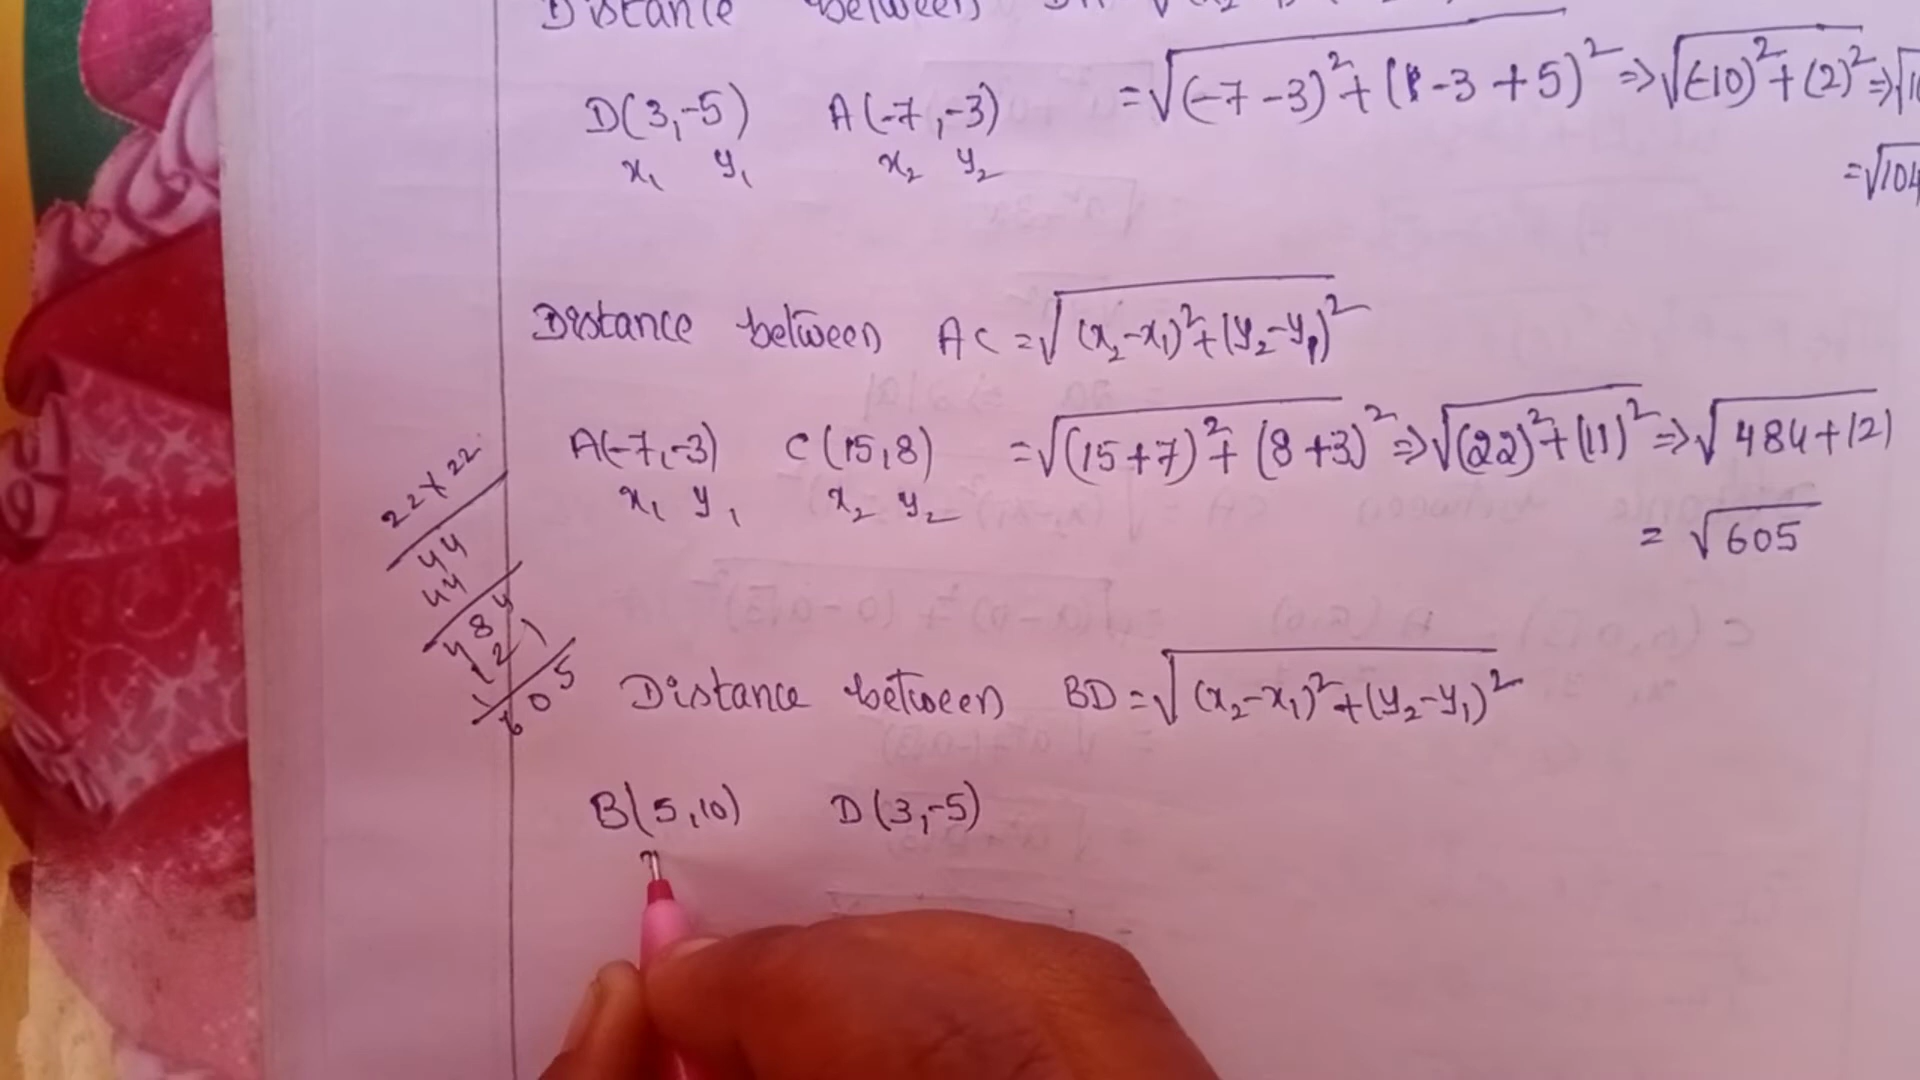 Distance between
= √(-7-3)² + (-3+5)² ⇒ √(-10)² + (2)² ⇒ √
D(3,-5) A(-7,-3)
x₁ y₁ x₂ y₂
= √104
Distance between AC = √(x₂-x₁)² + (y₂-y₁)²
A(-7,-3) C(15,8) = √(15+7)² + (8+3)² ⇒ √(22)² + (11)² ⇒ √484+121
x₁ y₁ x₂ y₂
= √605
22×22
44
44
484
121
605
Distance between BD = √(x₂-x₁)² + (y₂-y₁)²
B(5,10) D(3,-5)